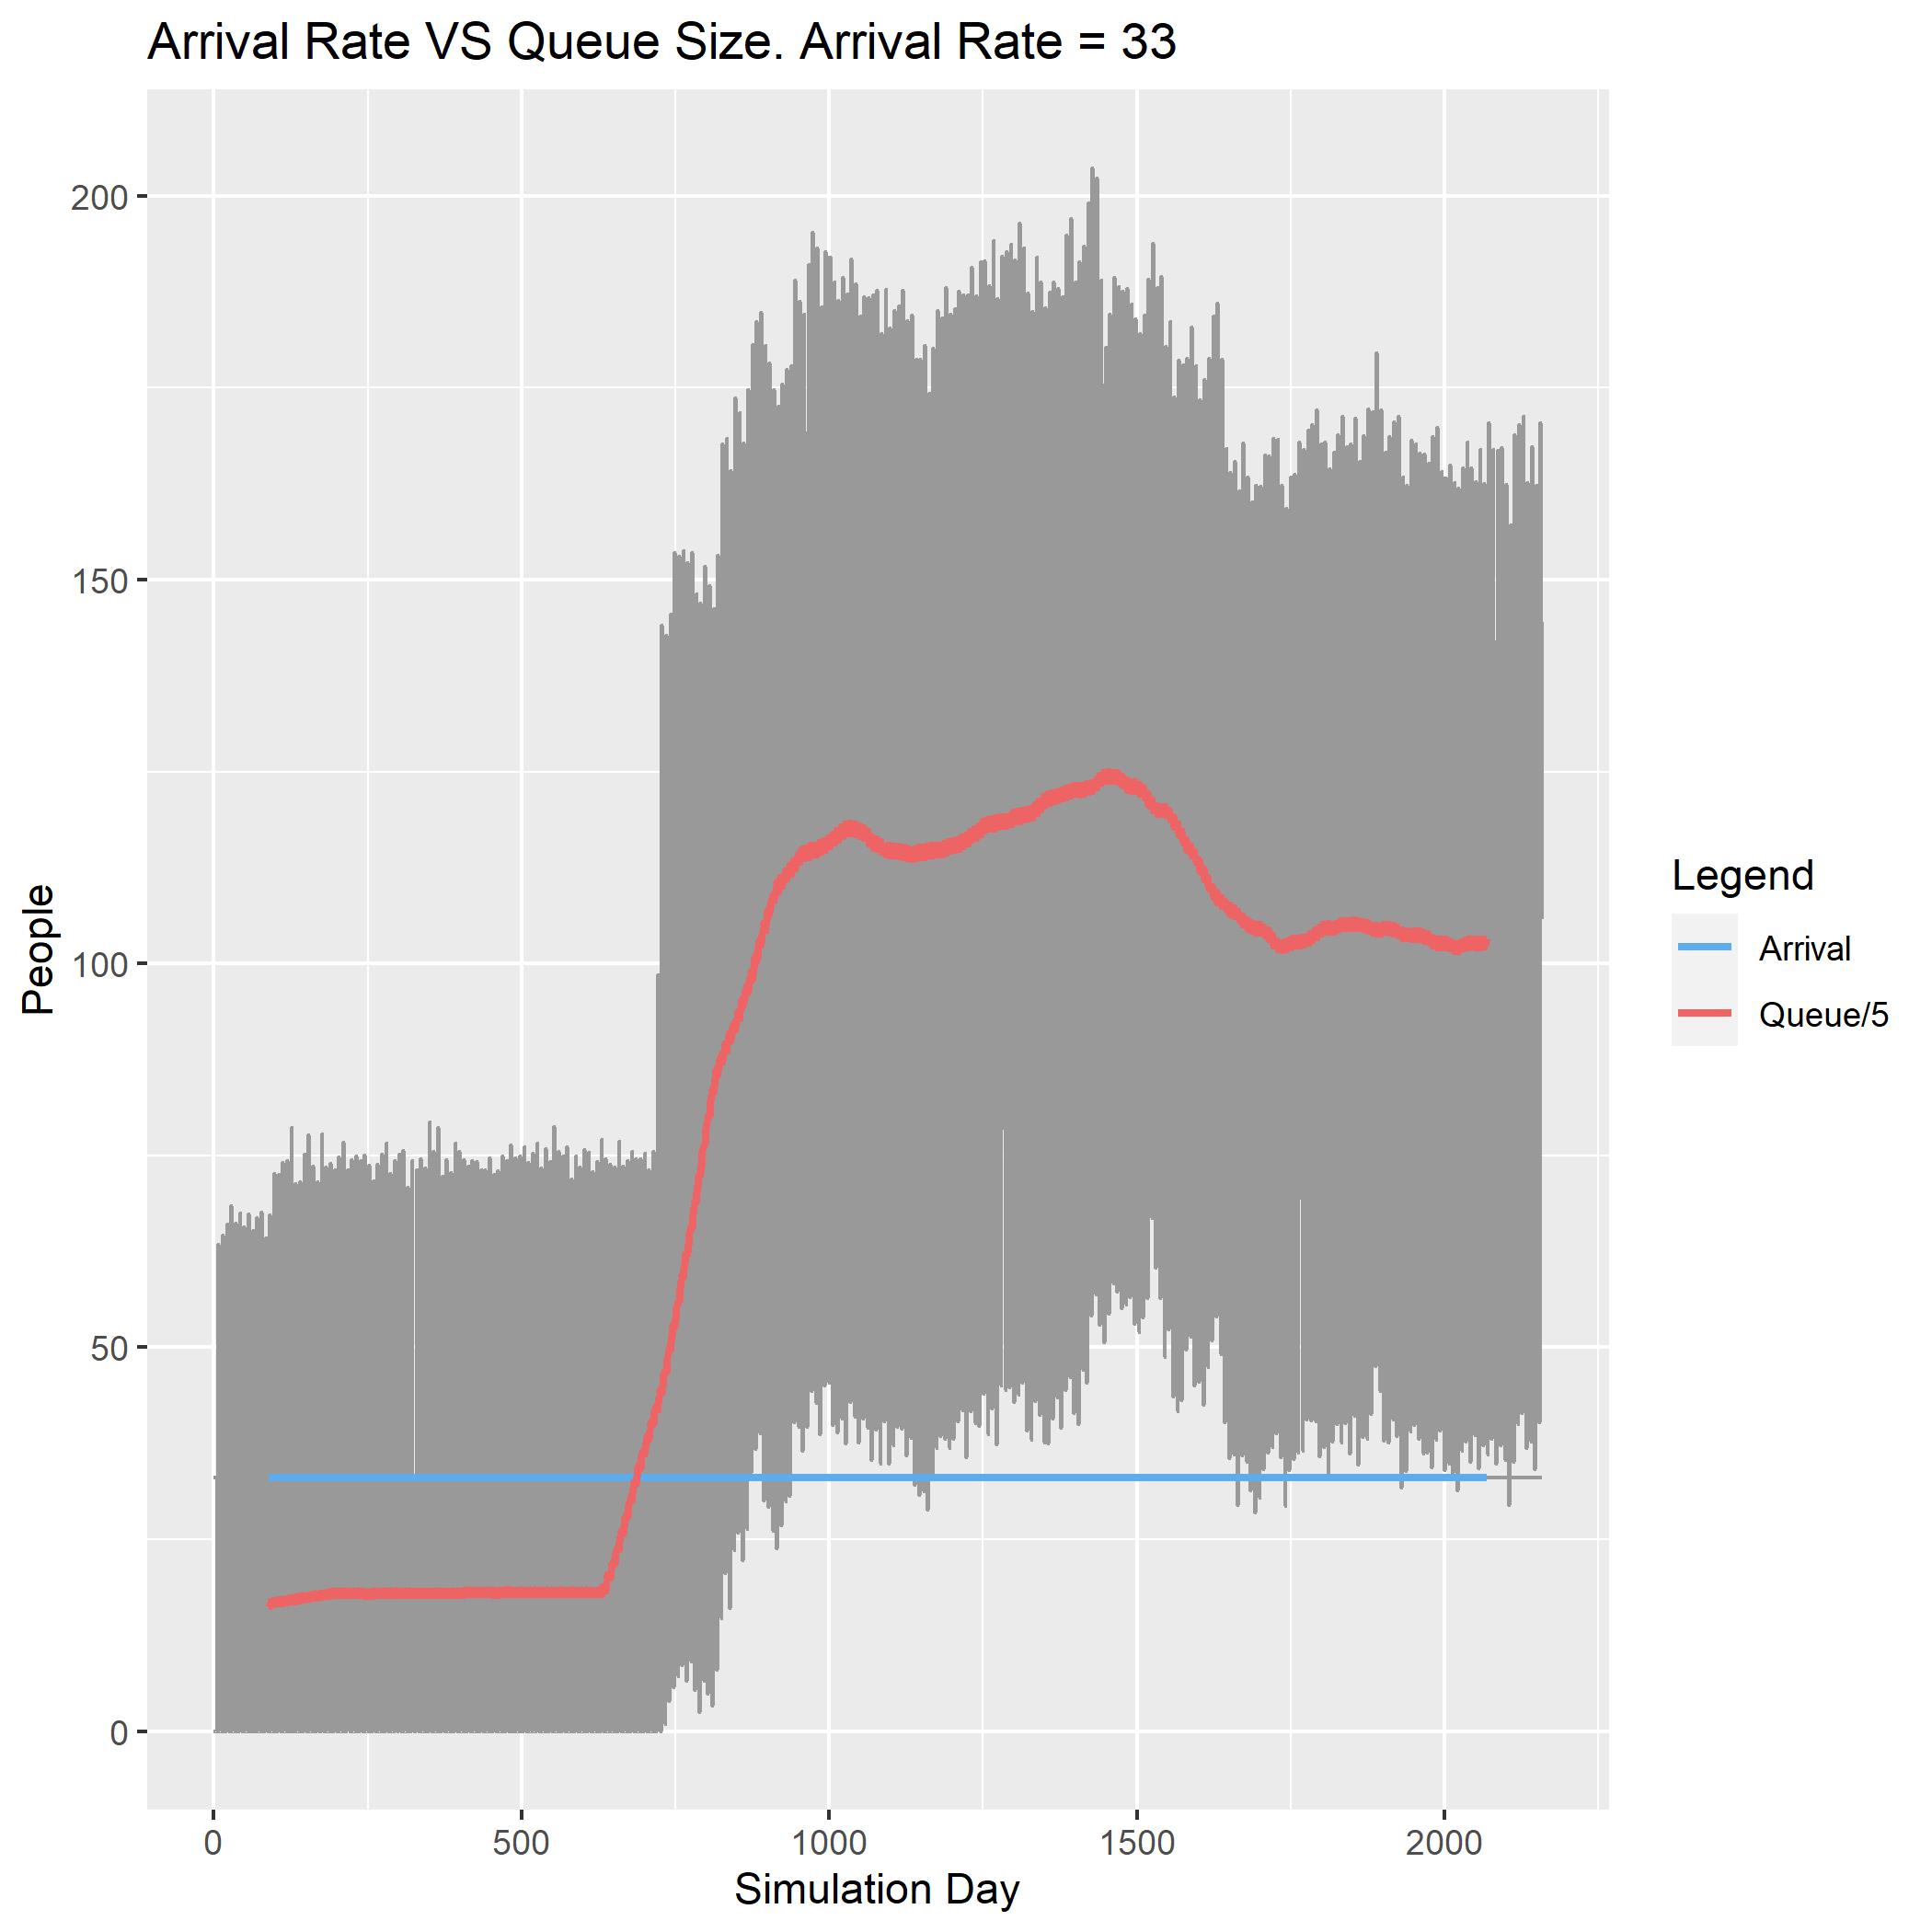 Arrival Rate VS Queue Size. Arrival Rate = 33
200
150
100
50
0
People
0 500 1000 1500 2000
Simulation Day
Legend
Arrival
Queue/5